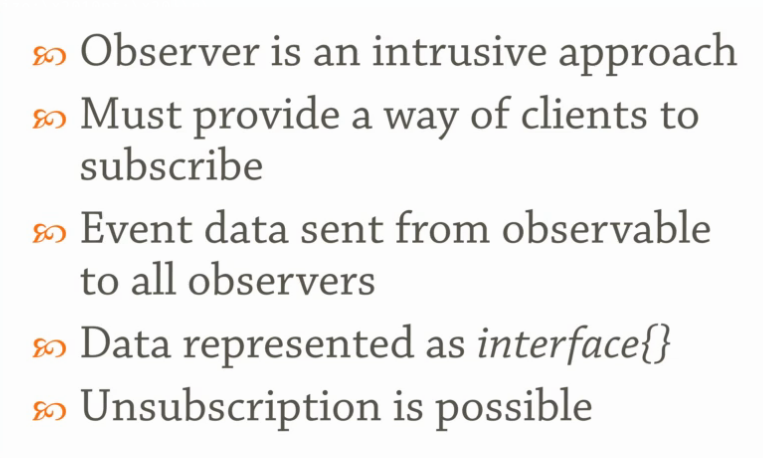 Observer is an intrusive approach
Must provide a way of clients to
subscribe
Event data sent from observable
to all observers
Data represented as interface{}
Unsubscription is possible